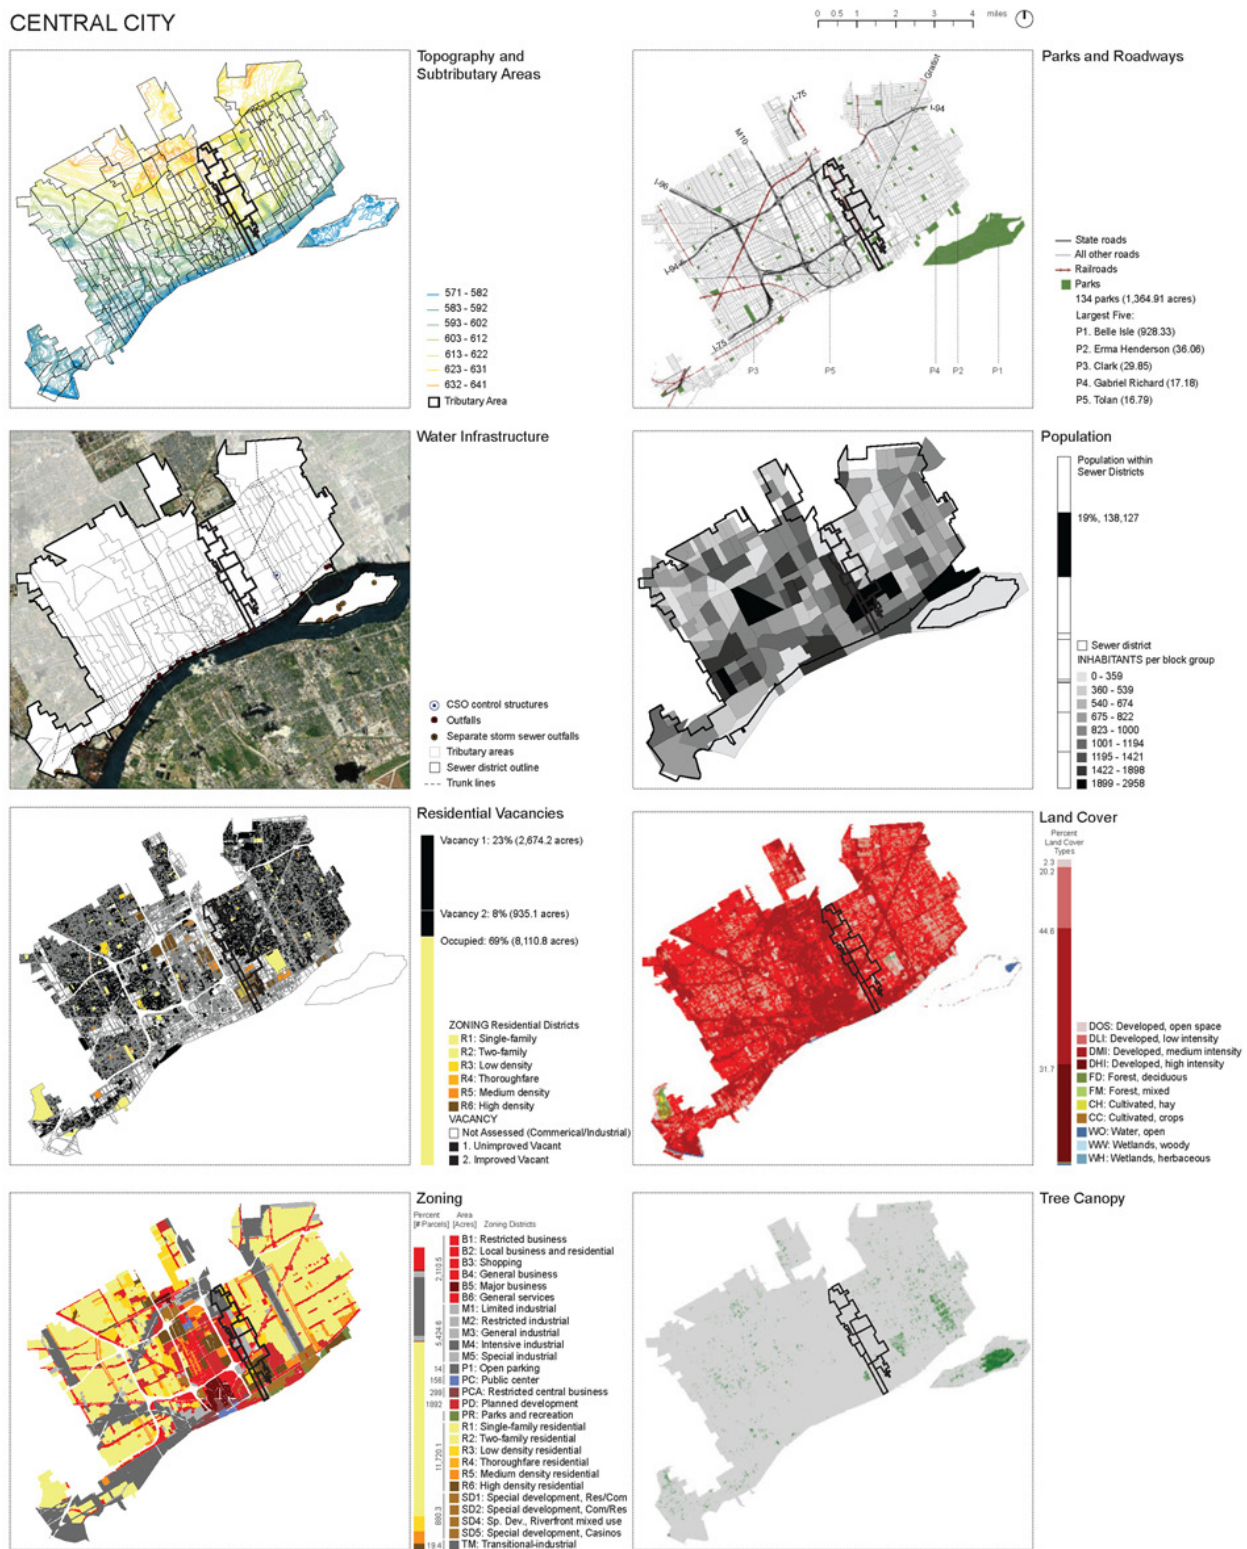 CENTRAL CITY
0 0.5 1 2 3 4 miles
Topography and
Subtributary Areas
571 - 582
583 - 592
593 - 602
603 - 612
613 - 622
623 - 631
632 - 641
Tributary Area
Parks and Roadways
Gratiot
I-75
I-94
M10
I-96
I-94
I-75
P3 P5 P4 P2 P1
State roads
All other roads
Railroads
Parks
134 parks (1,364.91 acres)
Largest Five:
P1. Belle Isle (928.33)
P2. Erma Henderson (36.06)
P3. Clark (29.85)
P4. Gabriel Richard (17.18)
P5. Tolan (16.79)
Water Infrastructure
CSO control structures
Outfalls
Separate storm sewer outfalls
Tributary areas
Sewer district outline
Trunk lines
Population
Population within
Sewer Districts
19%, 138,127
Sewer district
INHABITANTS per block group
0 - 359
360 - 539
540 - 674
675 - 822
823 - 1000
1001 - 1194
1195 - 1421
1422 - 1898
1899 - 2958
Residential Vacancies
Vacancy 1: 23% (2,674.2 acres)
Vacancy 2: 8% (935.1 acres)
Occupied: 69% (8,110.8 acres)
ZONING Residential Districts
R1: Single-family
R2: Two-family
R3: Low density
R4: Thoroughfare
R5: Medium density
R6: High density
VACANCY
Not Assessed (Commerical/Industrial)
1. Unimproved Vacant
2. Improved Vacant
Land Cover
Percent
Land Cover
Types
2.3
20.2
44.6
31.7
DOS: Developed, open space
DLI: Developed, low intensity
DMI: Developed, medium intensity
DHI: Developed, high intensity
FD: Forest, deciduous
FM: Forest, mixed
CH: Cultivated, hay
CC: Cultivated, crops
WO: Water, open
WW: Wetlands, woody
WH: Wetlands, herbaceous
Zoning
Percent Area
[# Parcels] [Acres] Zoning Districts
B1: Restricted business
B2: Local business and residential
B3: Shopping
B4: General business
B5: Major business
B6: General services
M1: Limited industrial
M2: Restricted industrial
M3: General industrial
M4: Intensive industrial
M5: Special industrial
P1: Open parking
PC: Public center
PCA: Restricted central business
PD: Planned development
PR: Parks and recreation
R1: Single-family residential
R2: Two-family residential
R3: Low density residential
R4: Thoroughfare residential
R5: Medium density residential
R6: High density residential
SD1: Special development, Res/Com
SD2: Special development, Com/Res
SD4: Sp. Dev., Riverfront mixed use
SD5: Special development, Casinos
TM: Transitional-industrial
2,110.5
5,424.6
14
156
299
1892
11,720.1
19.4
Tree Canopy